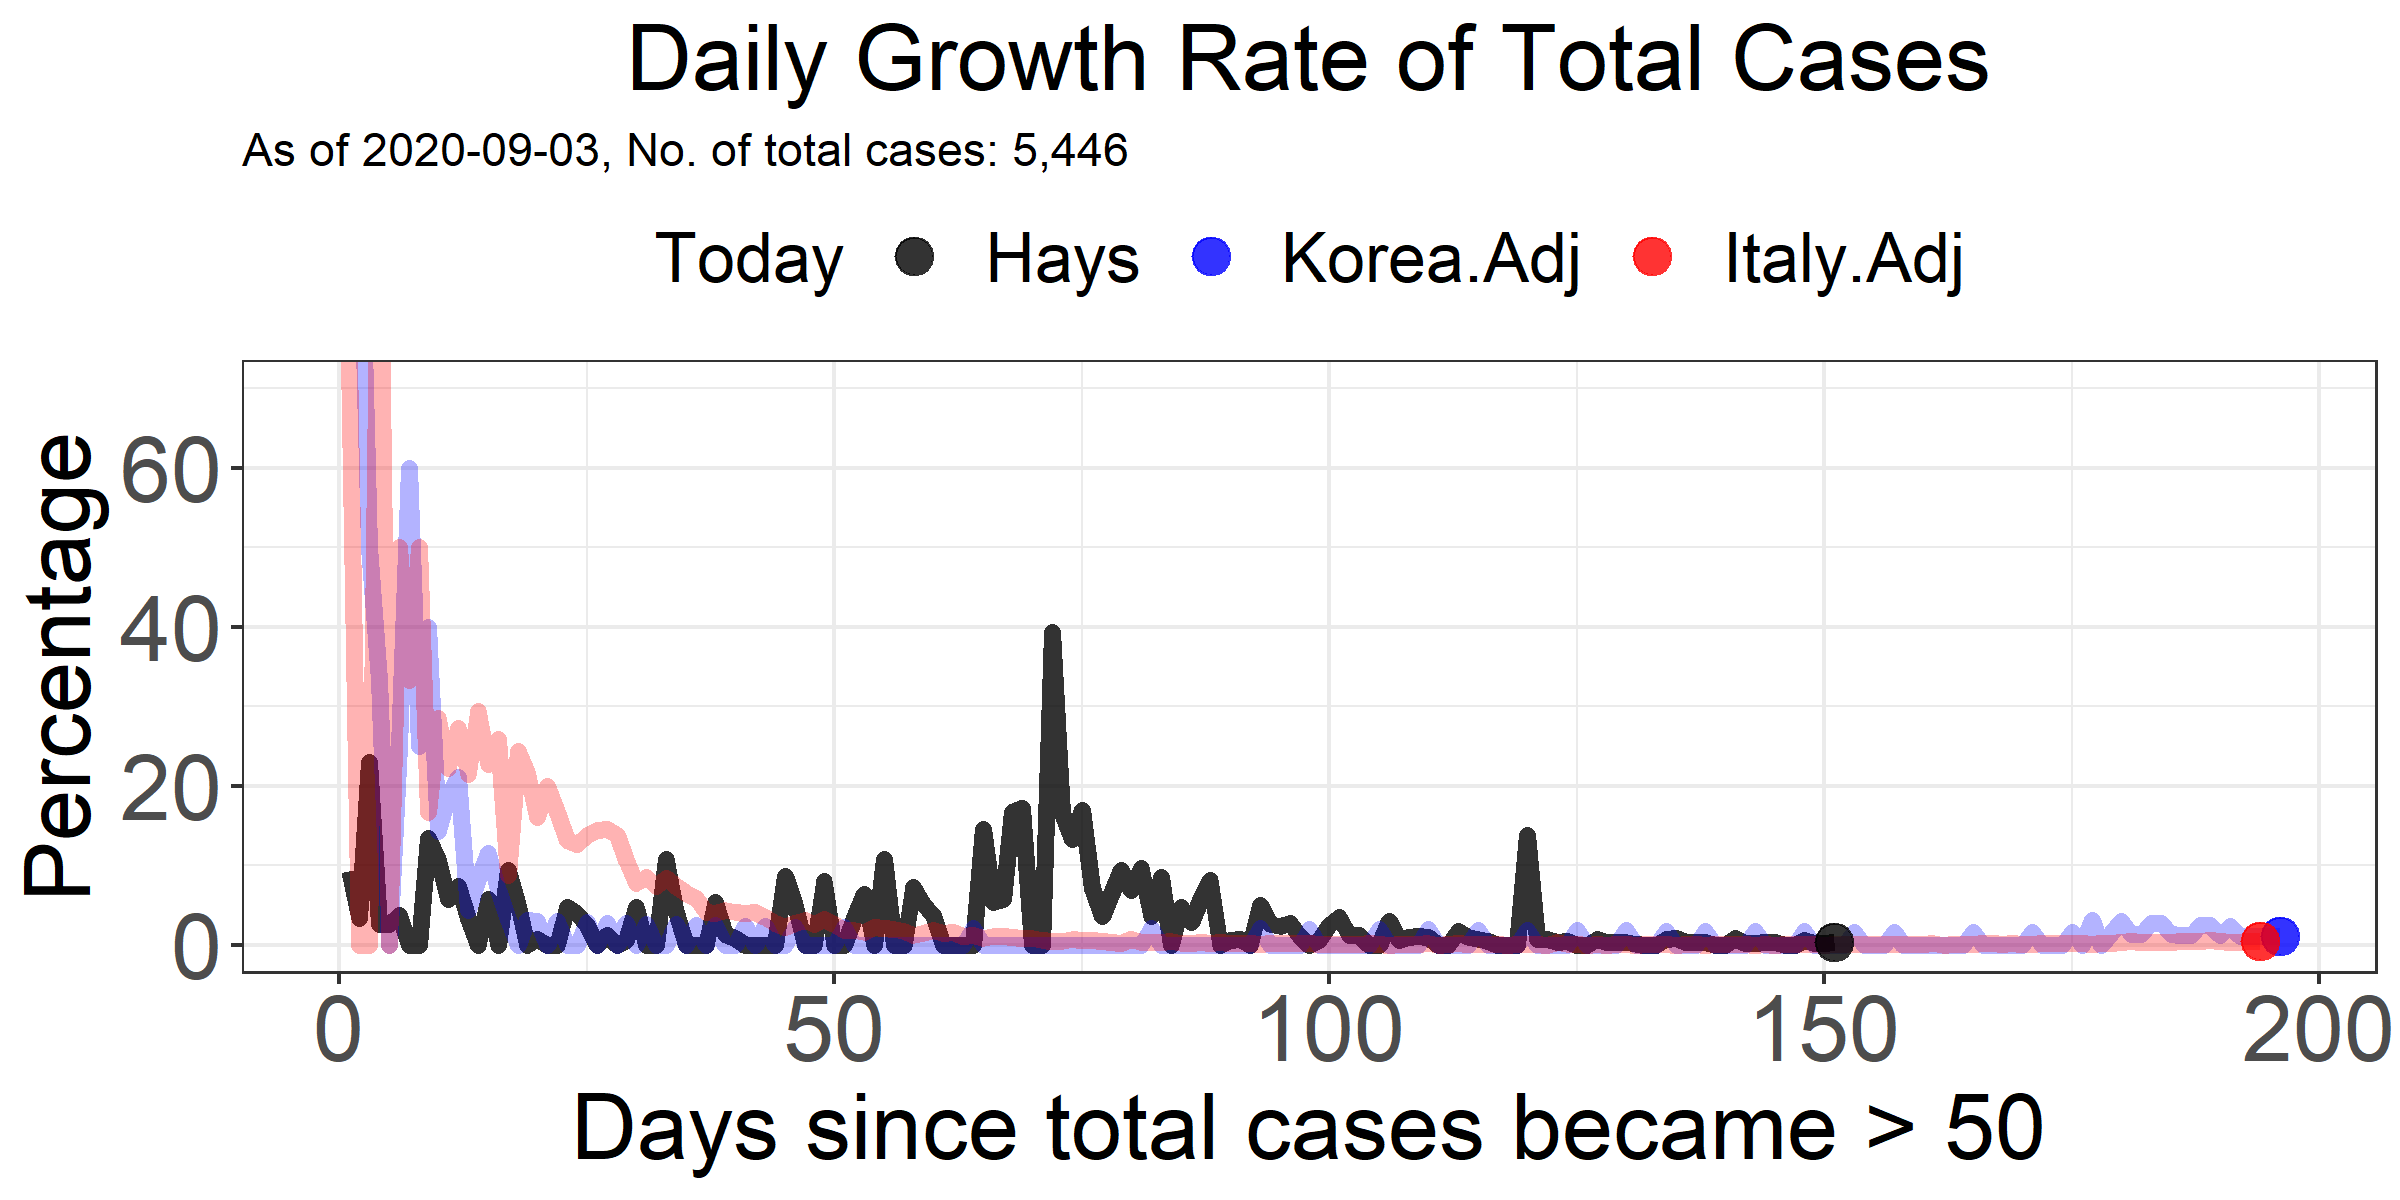 Daily Growth Rate of Total Cases
As of 2020-09-03, No. of total cases: 5,446
Today Hays Korea.Adj Italy.Adj
Percentage
60
40
20
0
0 50 100 150 200
Days since total cases became > 50